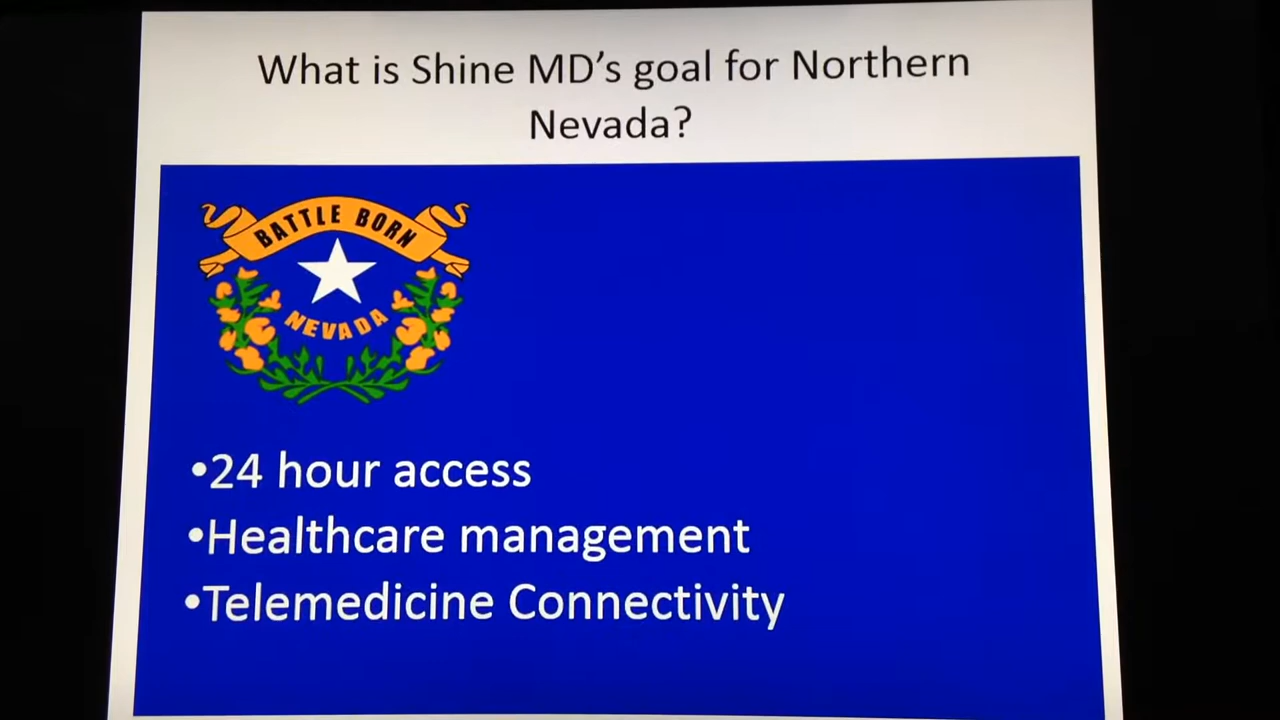 What is Shine MD’s goal for Northern
Nevada?
BATTLE BORN
NEVADA
•24 hour access
•Healthcare management
•Telemedicine Connectivity